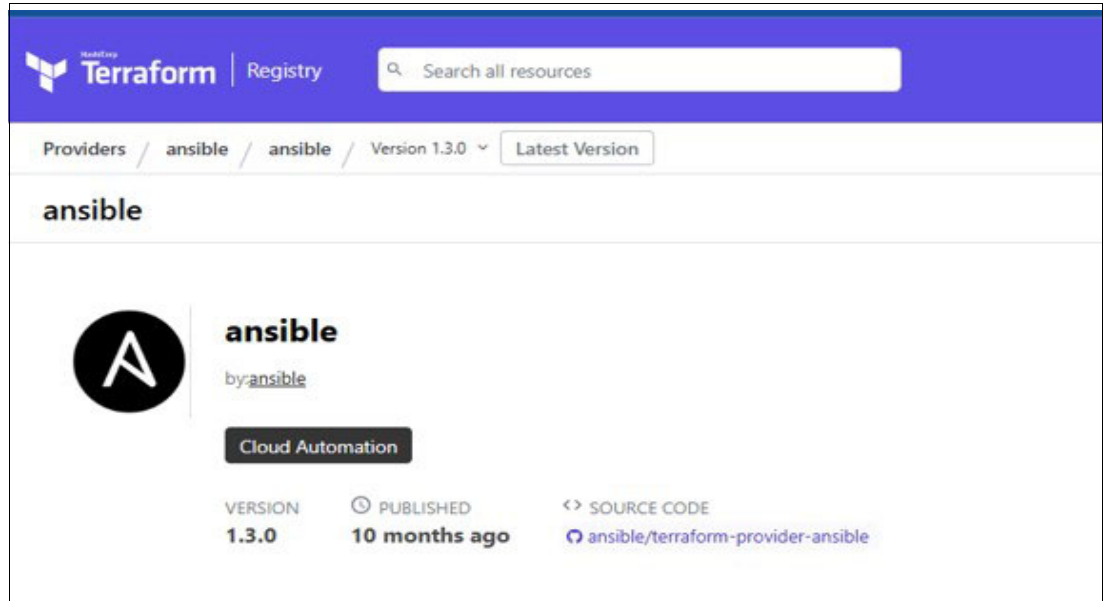 HashiCorp
Terraform | Registry
Search all resources
Providers / ansible / ansible / Version 1.3.0 Latest Version
ansible
ansible
by:ansible
Cloud Automation
VERSION PUBLISHED <> SOURCE CODE
1.3.0 10 months ago ansible/terraform-provider-ansible